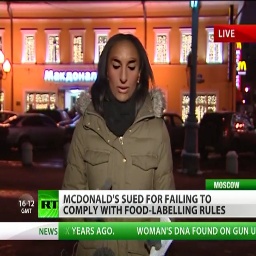 LIVE
Макдоналдс
MOSCOW
16:12
GMT
RT
MCDONALD'S SUED FOR FAILING TO
COMPLY WITH FOOD-LABELLING RULES
NEWS
YEARS AGO. WOMAN'S DNA FOUND ON GUN U